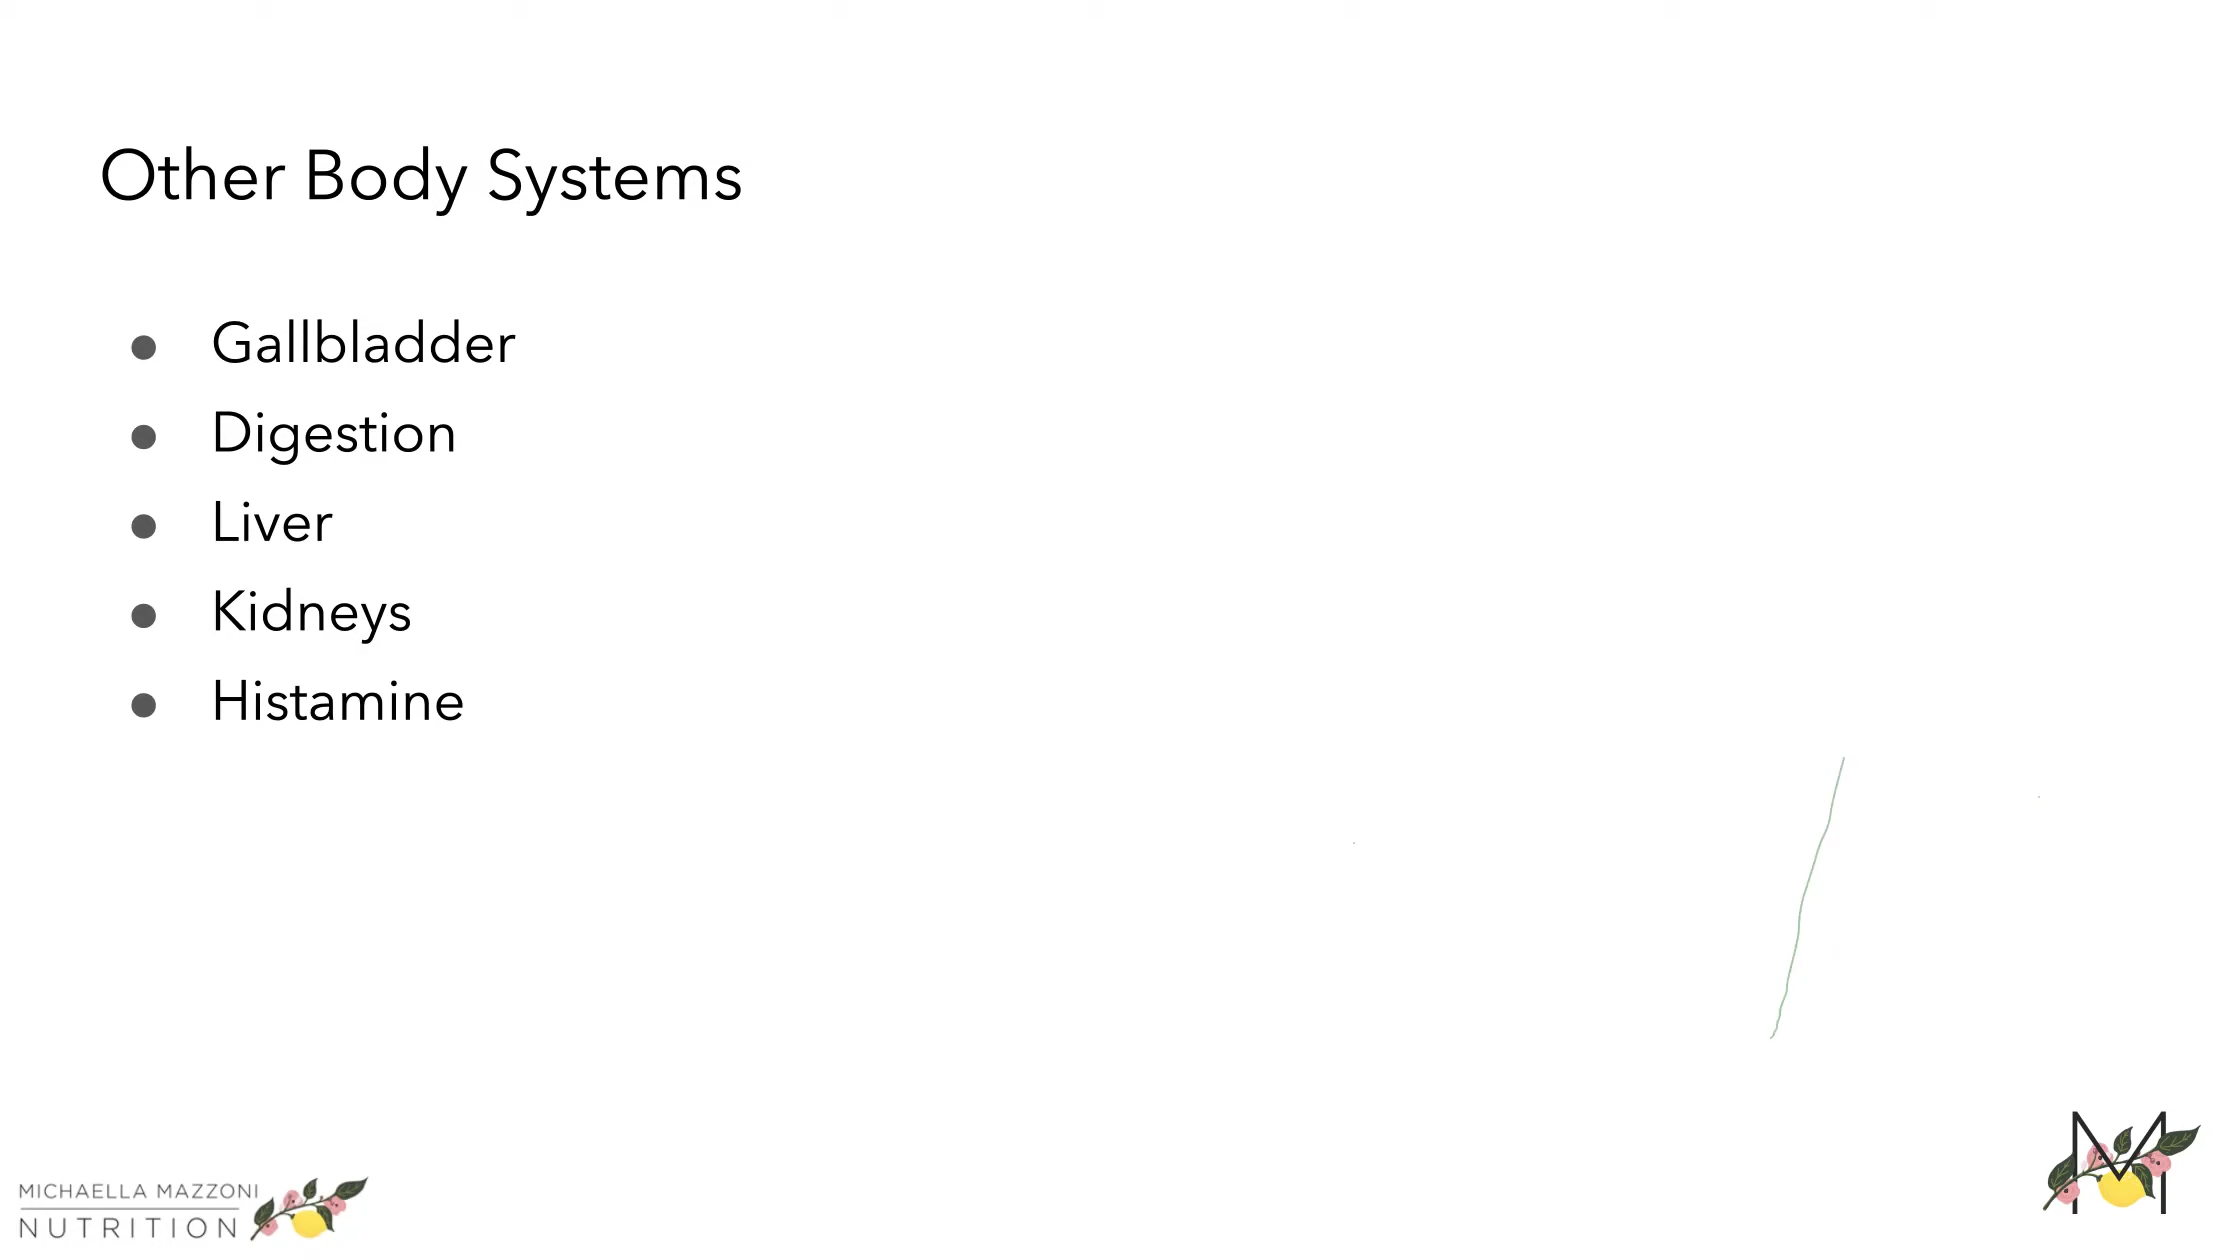 Other Body Systems
● Gallbladder
● Digestion
● Liver
● Kidneys
● Histamine
MICHAELLA MAZZONI
NUTRITION
M